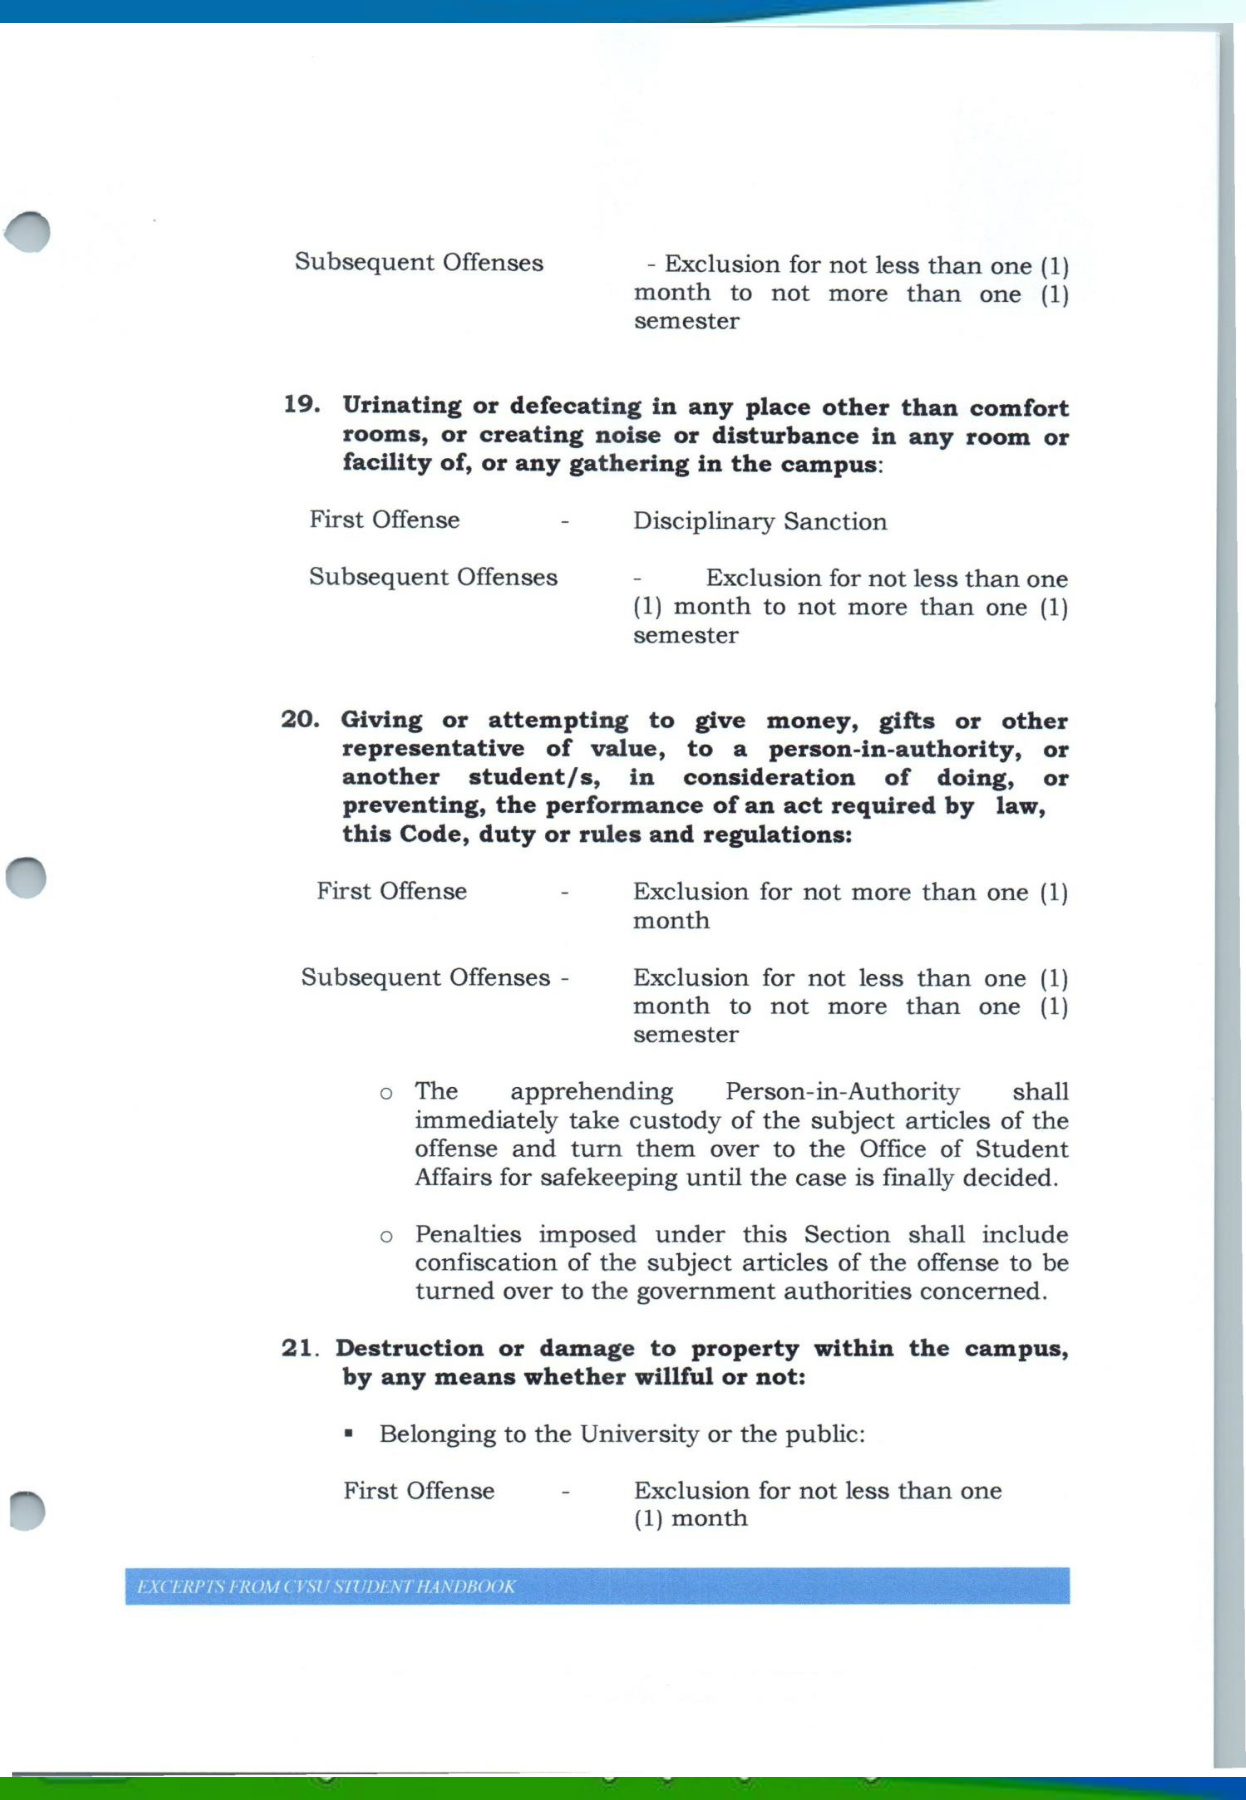 Subsequent Offenses - Exclusion for not less than one (1)
month to not more than one (1)
semester
19. Urinating or defecating in any place other than comfort
rooms, or creating noise or disturbance in any room or
facility of, or any gathering in the campus:
First Offense - Disciplinary Sanction
Subsequent Offenses - Exclusion for not less than one
(1) month to not more than one (1)
semester
20. Giving or attempting to give money, gifts or other
representative of value, to a person-in-authority, or
another student/s, in consideration of doing, or
preventing, the performance of an act required by law,
this Code, duty or rules and regulations:
First Offense - Exclusion for not more than one (1)
month
Subsequent Offenses - Exclusion for not less than one (1)
month to not more than one (1)
semester
o The apprehending Person-in-Authority shall
immediately take custody of the subject articles of the
offense and turn them over to the Office of Student
Affairs for safekeeping until the case is finally decided.
o Penalties imposed under this Section shall include
confiscation of the subject articles of the offense to be
turned over to the government authorities concerned.
21. Destruction or damage to property within the campus,
by any means whether willful or not:
▪ Belonging to the University or the public:
First Offense - Exclusion for not less than one
(1) month
EXCERPTS FROM CVSU STUDENT HANDBOOK